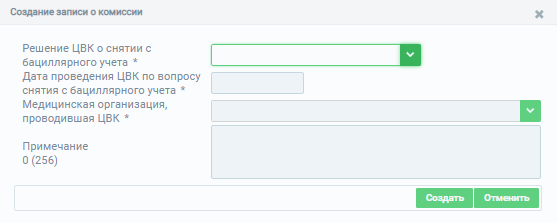 Создание записи о комиссии
Решение ЦВК о снятии с
бациллярного учета *
Дата проведения ЦВК по вопросу
снятия с бациллярного учета *
Медицинская организация,
проводившая ЦВК *
Примечание
0 (256)
Создать Отменить